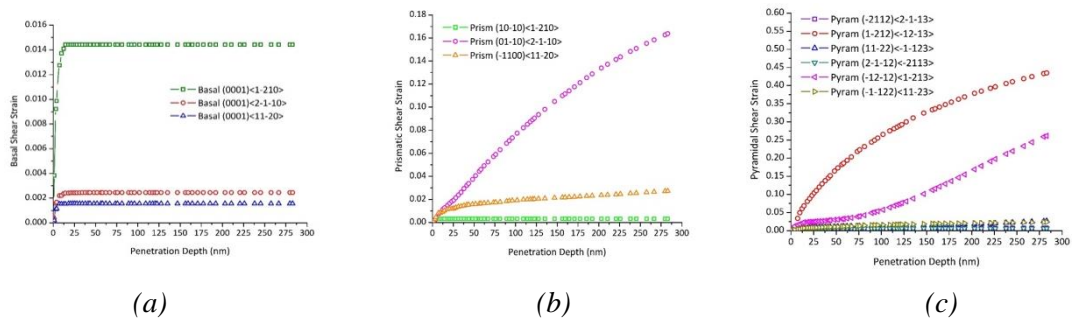 0.016
0.014
0.012
0.010
0.008
0.006
0.004
0.002
0.000
Basal Shear Strain
Basal (0001)<1-210>
Basal (0001)<2-1-10>
Basal (0001)<11-20>
0 25 50 75 100 125 150 175 200 225 250 275 300
Penetration Depth (nm)
(a)
0.18
0.16
0.14
0.12
0.10
0.08
0.06
0.04
0.02
0.00
Prismatic Shear Strain
Prism (10-10)<1-210>
Prism (01-10)<2-1-10>
Prism (-1100)<11-20>
0 25 50 75 100 125 150 175 200 225 250 275 300
Penetration Depth (nm)
(b)
0.60
0.55
0.50
0.45
0.40
0.35
0.30
0.25
0.20
0.15
0.10
0.05
0.00
Pyramidal Shear Strain
Pyram (-2112)<2-1-13>
Pyram (1-212)<-12-13>
Pyram (11-22)<-1-123>
Pyram (2-1-12)<-2113>
Pyram (-12-12)<1-213>
Pyram (-1-122)<11-23>
0 25 50 75 100 125 150 175 200 225 250 275 300
Penetration Depth (nm)
(c)